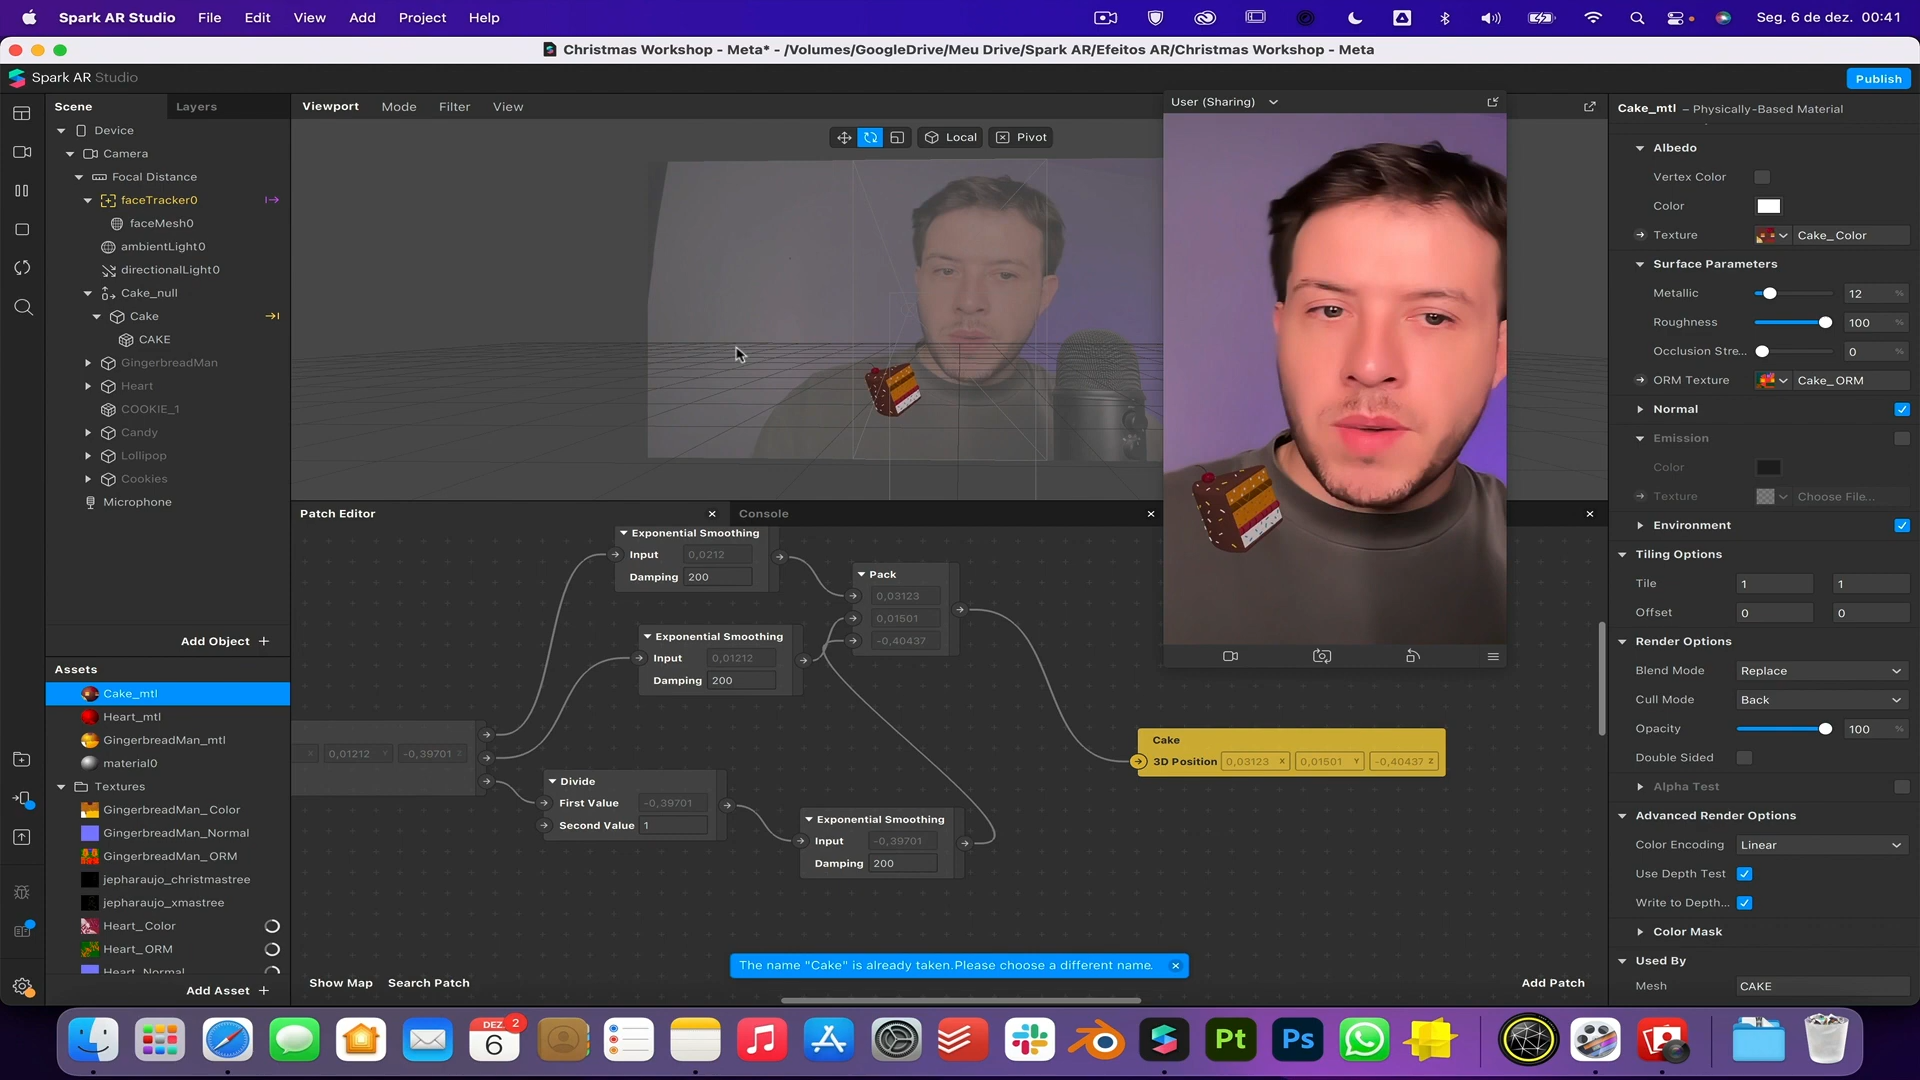 Spark AR Studio File Edit View Add Project Help Seg. 6 de dez. 00:41
Christmas Workshop - Meta* - /Volumes/GoogleDrive/Meu Drive/Spark AR/Efeitos AR/Christmas Workshop - Meta
Spark AR Studio
Publish
Scene Layers
Device
Camera
Focal Distance
faceTracker0
faceMesh0
ambientLight0
directionalLight0
Cake_null
Cake
CAKE
GingerbreadMan
Heart
COOKIE_1
Candy
Lollipop
Cookies
Microphone
Add Object +
Assets
Cake_mtl
Heart_mtl
GingerbreadMan_mtl
material0
Textures
GingerbreadMan_Color
GingerbreadMan_Normal
GingerbreadMan_ORM
jepharaujo_christmastree
jepharaujo_xmastree
Heart_Color
Heart_ORM
Heart_Normal
Add Asset +
Viewport Mode Filter View
Local Pivot
User (Sharing)
Patch Editor
Console
Exponential Smoothing
Input 0,0212
Damping 200
Exponential Smoothing
Input 0,01212
Damping 200
Pack
0,03123
0,01501
-0,40437
X 0,01212 Y -0,39701 Z
Divide
First Value -0,39701
Second Value 1
Exponential Smoothing
Input -0,39701
Damping 200
Cake
3D Position 0,03123 X 0,01501 Y -0,40437 Z
The name "Cake" is already taken.Please choose a different name.
Show Map Search Patch
Add Patch
Cake_mtl – Physically-Based Material
Albedo
Vertex Color
Color
Texture Cake_Color
Surface Parameters
Metallic 12 %
Roughness 100 %
Occlusion Stre... 0 %
ORM Texture Cake_ORM
Normal
Emission
Color
Texture Choose File...
Environment
Tiling Options
Tile 1 1
Offset 0 0
Render Options
Blend Mode Replace
Cull Mode Back
Opacity 100 %
Double Sided
Alpha Test
Advanced Render Options
Color Encoding Linear
Use Depth Test
Write to Depth...
Color Mask
Used By
Mesh CAKE
DEZ. 2
6
Pt
Ps